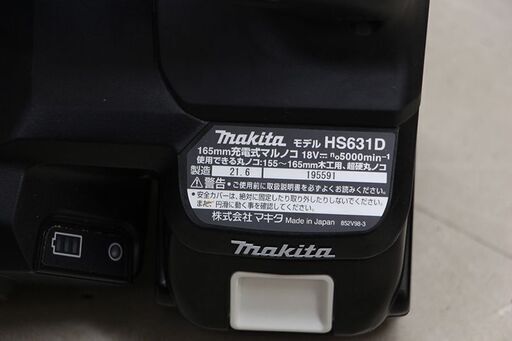 makita モデル HS631D
165mm充電式マルノコ 18V⎓ n₀5000min⁻¹
使用できる丸ノコ:155～165mm木工用、超硬丸ノコ
製造 21.6 195591
⚠警告 ・ご使用前に取扱説明書を必ずよくお読みください。
・安全カバーは、絶対に固定したり取り外したりしないでください。
また 円滑に動く事を確認してください。
株式会社マキタ Made in Japan 852V98-3
makita